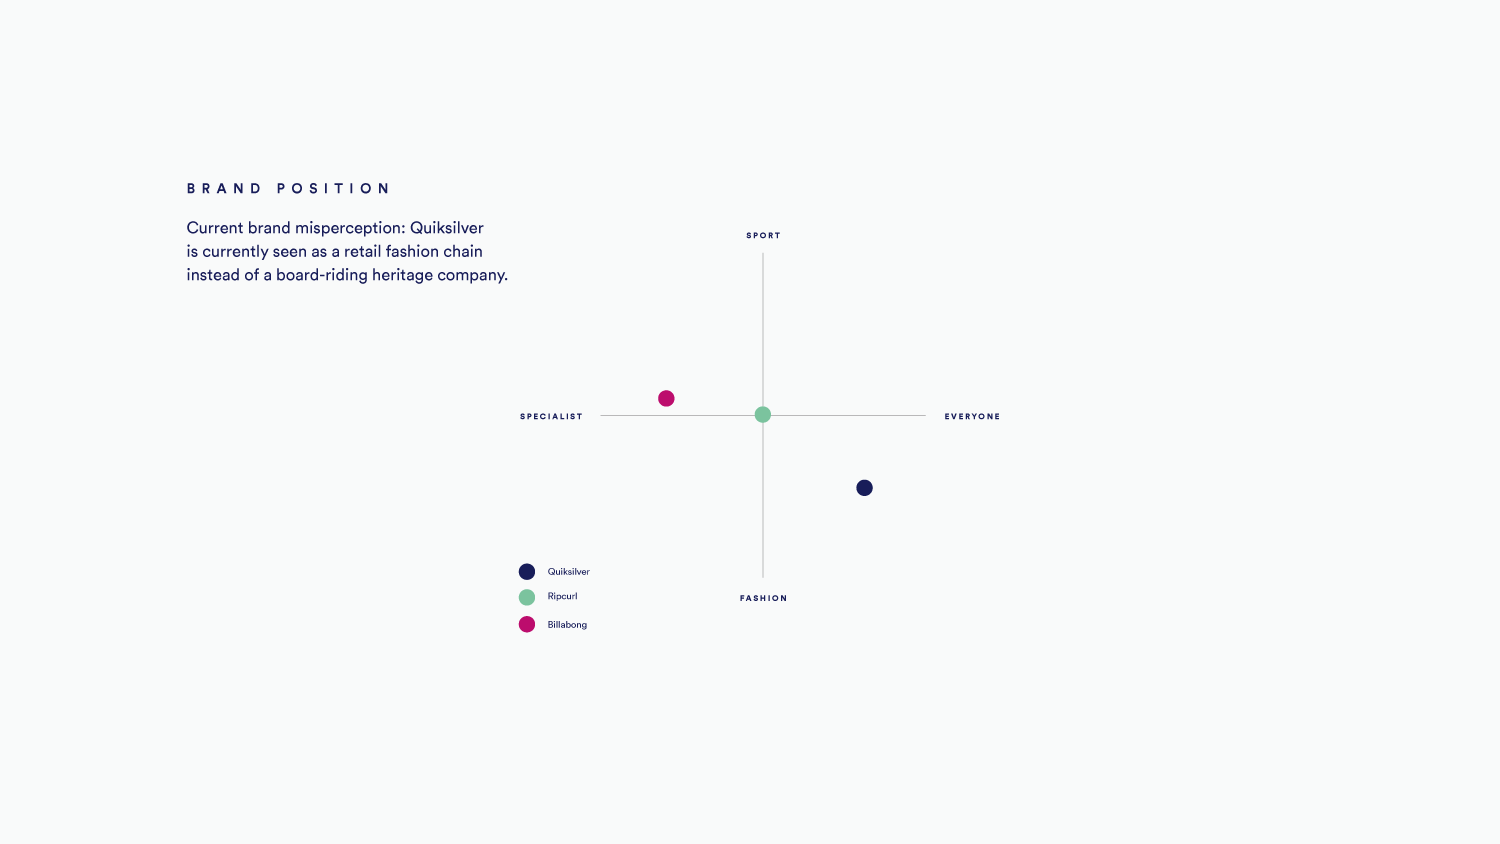 BRAND POSITION
Current brand misperception: Quiksilver
is currently seen as a retail fashion chain
instead of a board-riding heritage company.
SPORT
SPECIALIST
EVERYONE
FASHION
Quiksilver
Ripcurl
Billabong